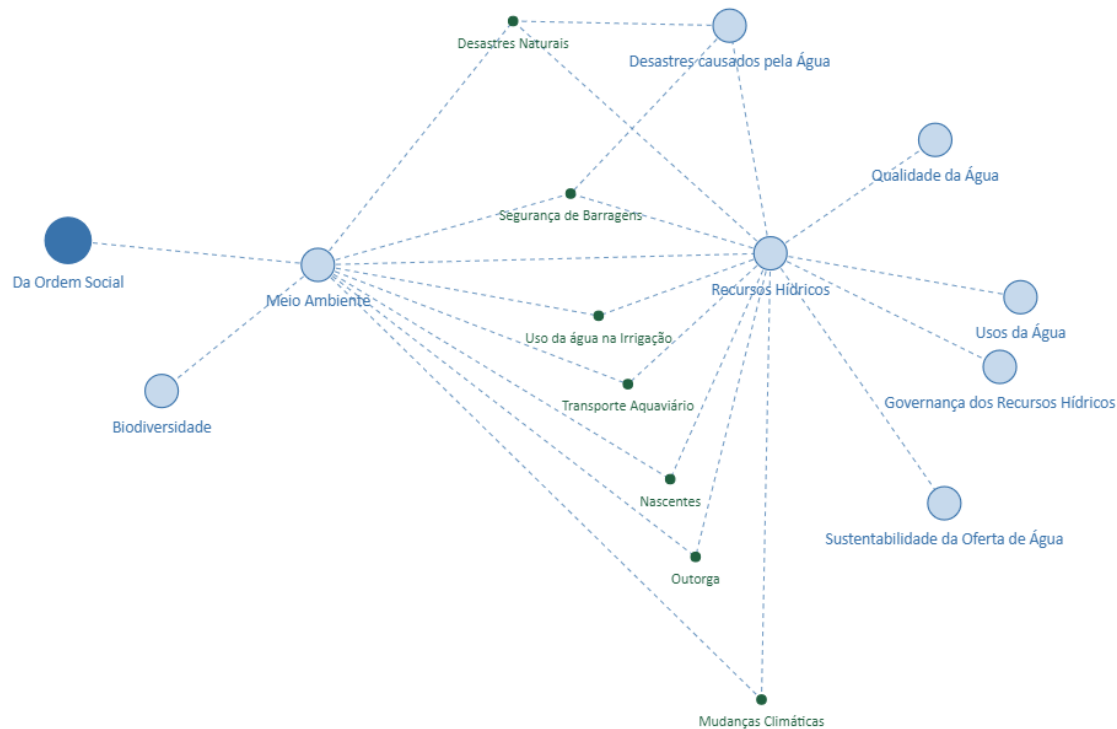 Desastres Naturais
Desastres causados pela Água
Qualidade da Água
Segurança de Barragens
Da Ordem Social
Meio Ambiente
Recursos Hídricos
Uso da água na Irrigação
Usos da Água
Transporte Aquaviário
Governança dos Recursos Hídricos
Biodiversidade
Nascentes
Sustentabilidade da Oferta de Água
Outorga
Mudanças Climáticas